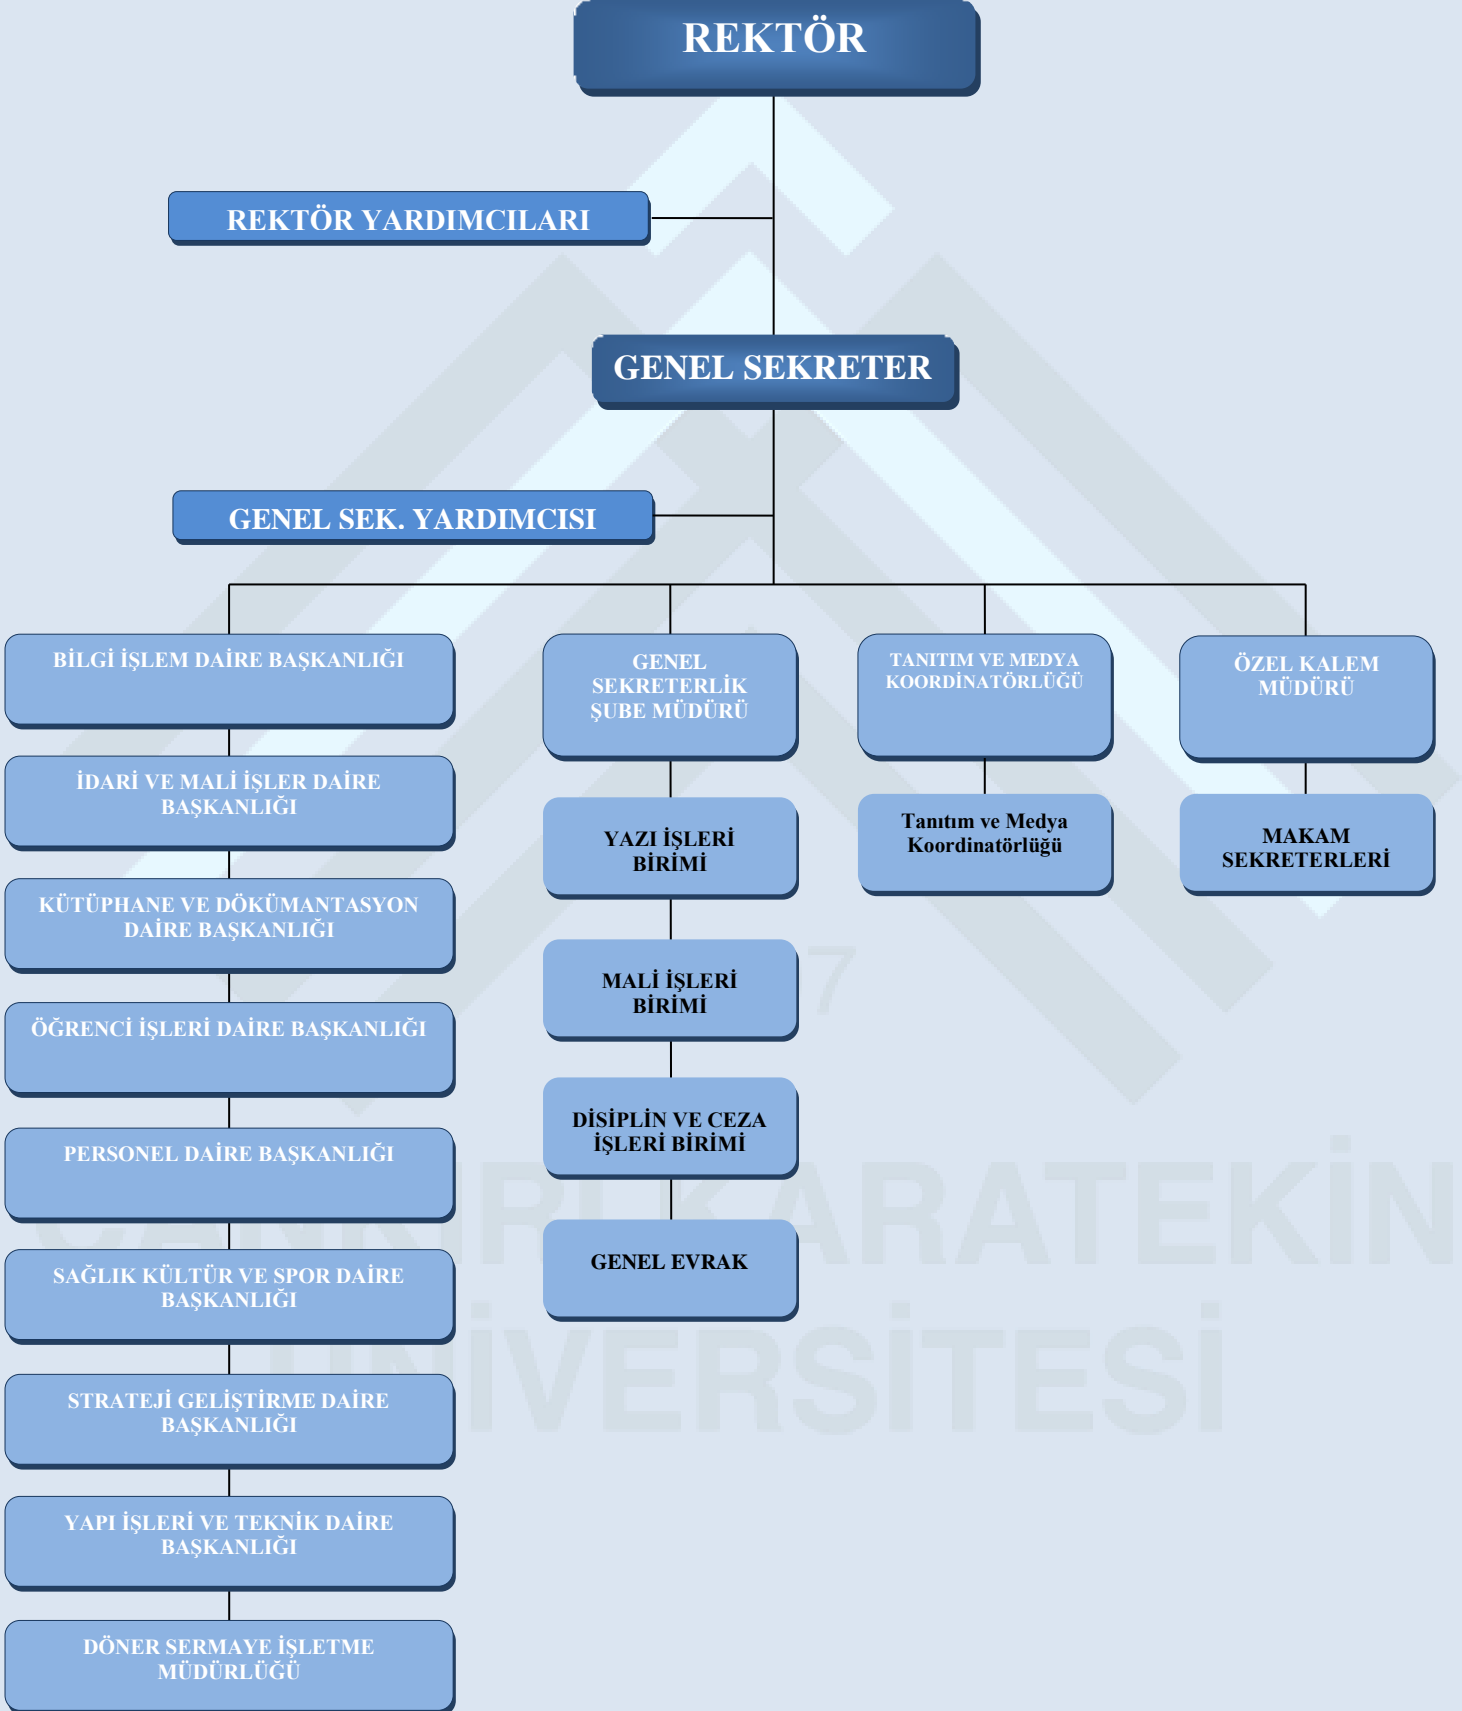 REKTÖR
REKTÖR YARDIMCILARI
GENEL SEKRETER
GENEL SEK. YARDIMCISI
BİLGİ İŞLEM DAİRE BAŞKANLIĞI
İDARİ VE MALİ İŞLER DAİRE
BAŞKANLIĞI
KÜTÜPHANE VE DÖKÜMANTASYON
DAİRE BAŞKANLIĞI
ÖĞRENCİ İŞLERİ DAİRE BAŞKANLIĞI
PERSONEL DAİRE BAŞKANLIĞI
SAĞLIK KÜLTÜR VE SPOR DAİRE
BAŞKANLIĞI
STRATEJİ GELİŞTİRME DAİRE
BAŞKANLIĞI
YAPI İŞLERİ VE TEKNİK DAİRE
BAŞKANLIĞI
DÖNER SERMAYE İŞLETME
MÜDÜRLÜĞÜ
GENEL
SEKRETERLİK
ŞUBE MÜDÜRÜ
YAZI İŞLERİ
BİRİMİ
MALİ İŞLERİ
BİRİMİ
DİSİPLİN VE CEZA
İŞLERİ BİRİMİ
GENEL EVRAK
TANITIM VE MEDYA
KOORDİNATÖRLÜĞÜ
Tanıtım ve Medya
Koordinatörlüğü
ÖZEL KALEM
MÜDÜRÜ
MAKAM
SEKRETERLERİ
ÇANKIRI KARATEKİN
ÜNİVERSİTESİ